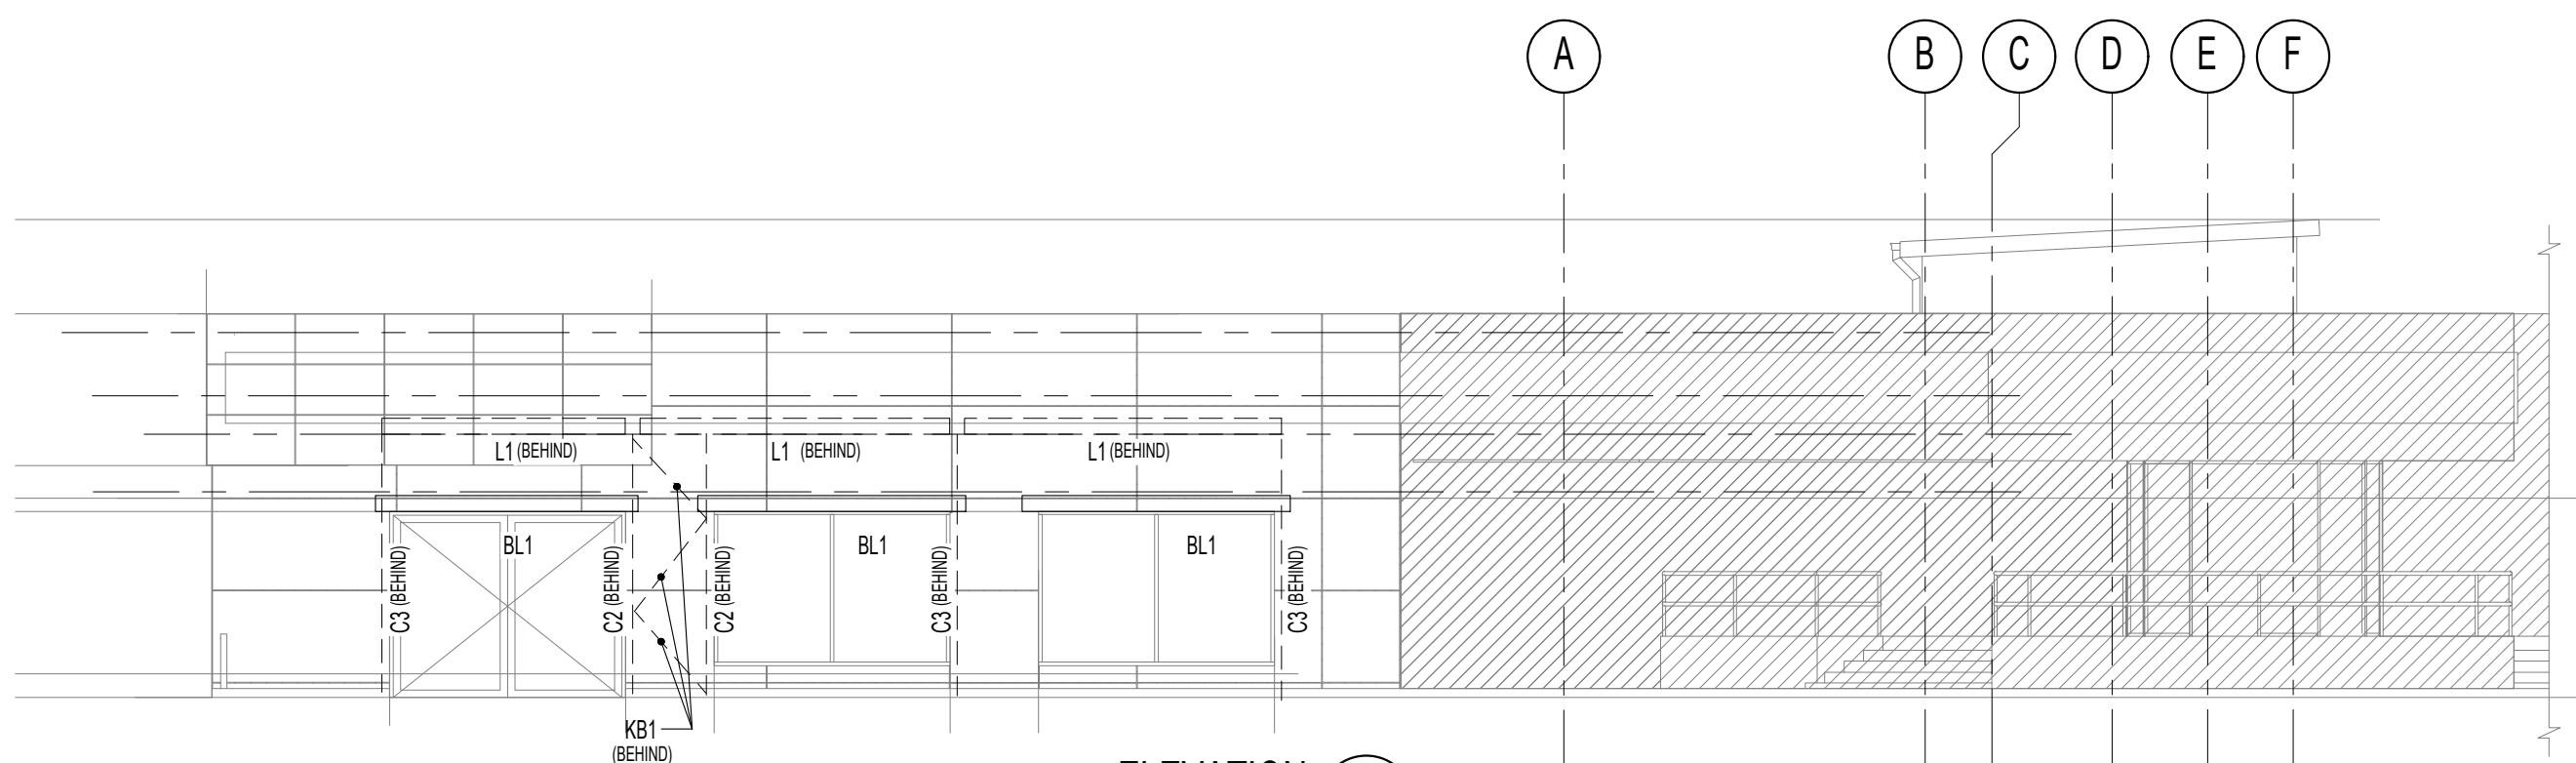 A B C D E F
L1 (BEHIND) L1 (BEHIND) L1 (BEHIND)
BL1 BL1 BL1
C3 (BEHIND)
C2 (BEHIND)
C2 (BEHIND)
C3 (BEHIND)
C3 (BEHIND)
KB1
(BEHIND)
ELEVATION